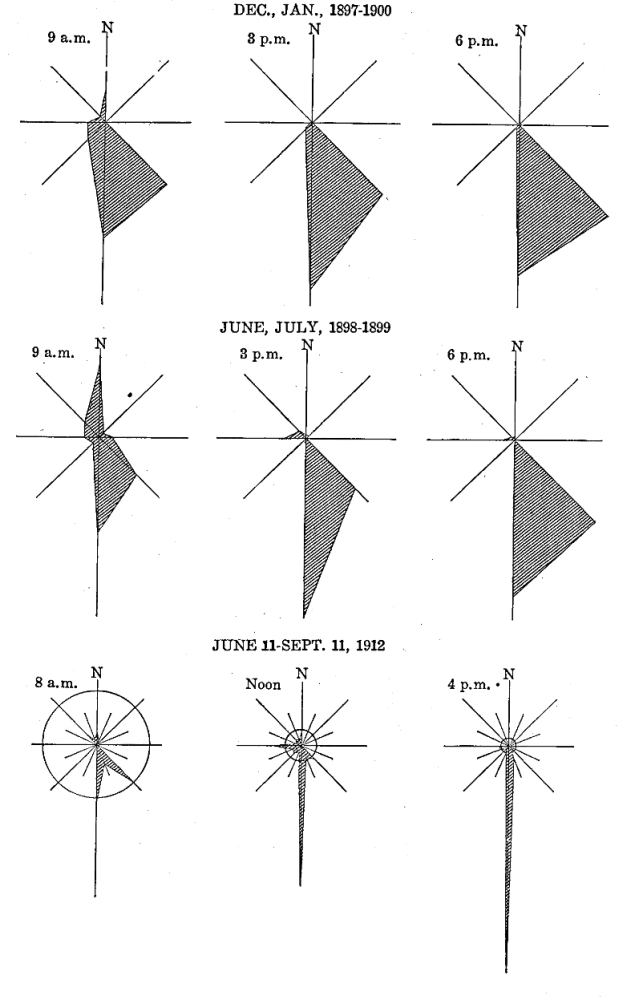 DEC., JAN., 1897-1900
9 a.m.
N
3 p.m.
N
6 p.m.
N
JUNE, JULY, 1898-1899
9 a.m.
N
3 p.m.
N
6 p.m.
N
JUNE 11-SEPT. 11, 1912
8 a.m.
N
Noon
N
4 p.m.
N